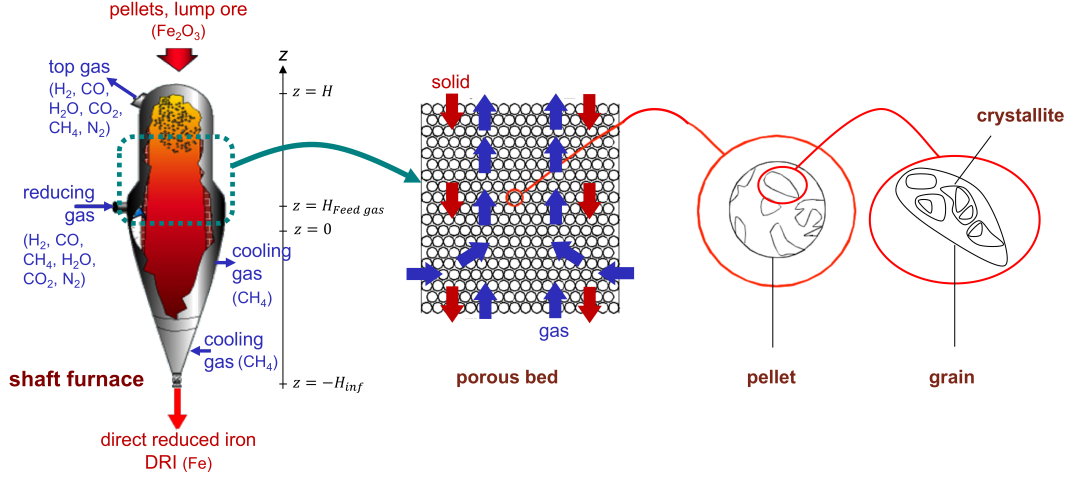 pellets, lump ore
(Fe₂O₃)
top gas
(H₂, CO,
H₂O, CO₂,
CH₄, N₂)
reducing
gas
(H₂, CO,
CH₄, H₂O,
CO₂, N₂)
z
z = H
z = H_Feed gas
z = 0
z = −H_inf
cooling
gas
(CH₄)
cooling
gas (CH₄)
shaft furnace
direct reduced iron
DRI (Fe)
solid
gas
porous bed
pellet
crystallite
grain